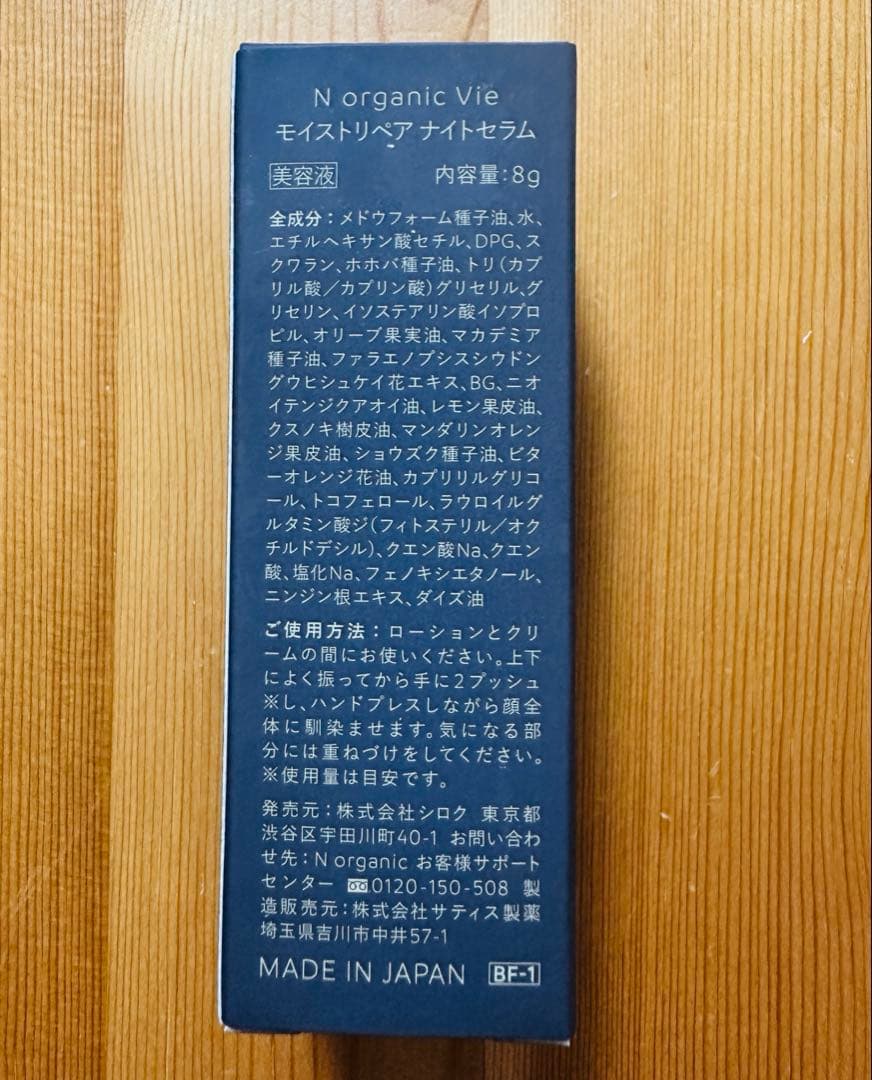 N organic Vie
モイストリペア ナイトセラム
美容液 内容量:8g
全成分：メドウフォーム種子油、水、
エチルヘキサン酸セチル、DPG、ス
クワラン、ホホバ種子油、トリ（カプ
リル酸／カプリン酸）グリセリル、グ
リセリン、イソステアリン酸イソプロ
ピル、オリーブ果実油、マカデミア
種子油、ファラエノプシスシウドン
グウヒシュケイ花エキス、BG、ニオ
イテンジクアオイ油、レモン果皮油、
クスノキ樹皮油、マンダリンオレン
ジ果皮油、ショウズク種子油、ビタ
ーオレンジ花油、カプリリルグリコ
ール、トコフェロール、ラウロイルグ
ルタミン酸ジ（フィトステリル／オク
チルドデシル）、クエン酸Na、クエン
酸、塩化Na、フェノキシエタノール、
ニンジン根エキス、ダイズ油
ご使用方法：ローションとクリ
ームの間にお使いください。上下
によく振ってから手に2プッシュ
※し、ハンドプレスしながら顔全
体に馴染ませます。気になる部
分には重ねづけをしてください。
※使用量は目安です。
発売元：株式会社シロク 東京都
渋谷区宇田川町40-1 お問い合わ
せ先：N organic お客様サポート
センター 0120-150-508 製
造販売元：株式会社サティス製薬
埼玉県吉川市中井57-1
MADE IN JAPAN BF-1